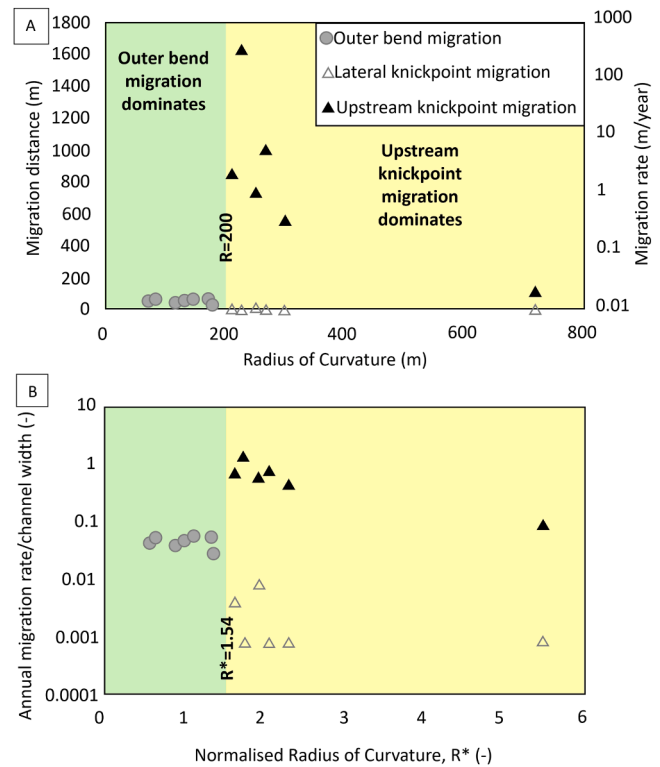 A
Migration distance (m)
1800
1600
1400
1200
1000
800
600
400
200
0
Outer bend
migration
dominates
Outer bend migration
Lateral knickpoint migration
Upstream knickpoint migration
Upstream
knickpoint
migration
dominates
R=200
1000
100
10
1
0.1
0.01
Migration rate (m/year)
0 200 400 600 800
Radius of Curvature (m)
B
Annual migration rate/channel width (-)
10
1
0.1
0.01
0.001
0.0001
R*=1.54
0 1 2 3 4 5 6
Normalised Radius of Curvature, R* (-)